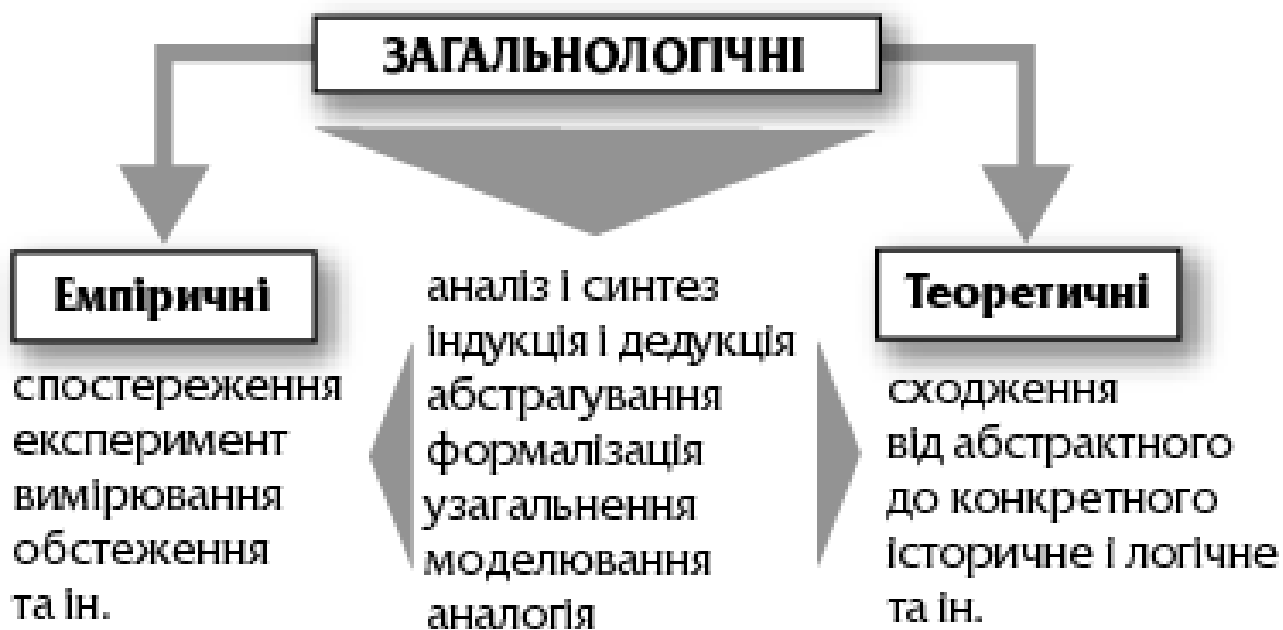 ЗАГАЛЬНОЛОГІЧНІ
Емпіричні
спостереження
експеримент
вимірювання
обстеження
та ін.
аналіз і синтез
індукція і дедукція
абстрагування
формалізація
узагальнення
моделювання
аналогія
Теоретичні
сходження
від абстрактного
до конкретного
історичне і логічне
та ін.